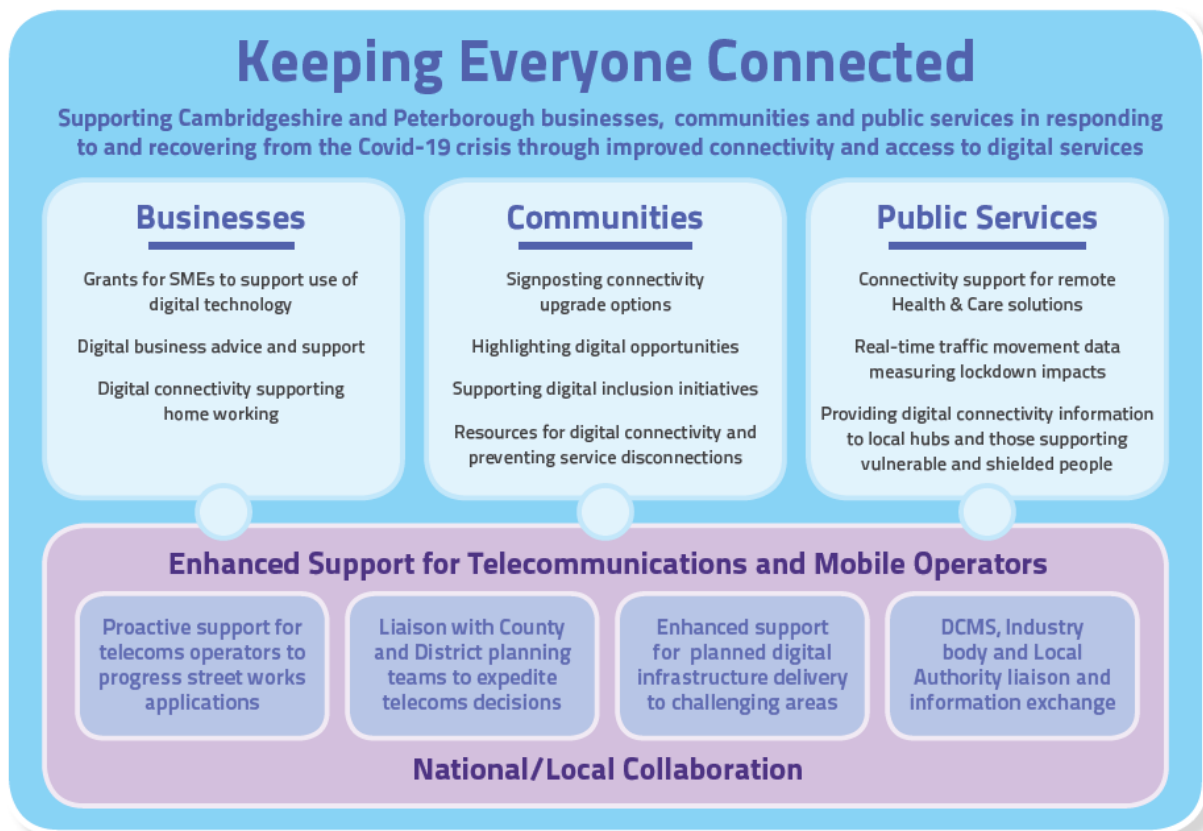 Keeping Everyone Connected
Supporting Cambridgeshire and Peterborough businesses, communities and public services in responding
to and recovering from the Covid-19 crisis through improved connectivity and access to digital services
Businesses
Grants for SMEs to support use of
digital technology
Digital business advice and support
Digital connectivity supporting
home working
Communities
Signposting connectivity
upgrade options
Highlighting digital opportunities
Supporting digital inclusion initiatives
Resources for digital connectivity and
preventing service disconnections
Public Services
Connectivity support for remote
Health & Care solutions
Real-time traffic movement data
measuring lockdown impacts
Providing digital connectivity information
to local hubs and those supporting
vulnerable and shielded people
Enhanced Support for Telecommunications and Mobile Operators
Proactive support for
telecoms operators to
progress street works
applications
Liaison with County
and District planning
teams to expedite
telecoms decisions
Enhanced support
for planned digital
infrastructure delivery
to challenging areas
DCMS, Industry
body and Local
Authority liaison and
information exchange
National/Local Collaboration